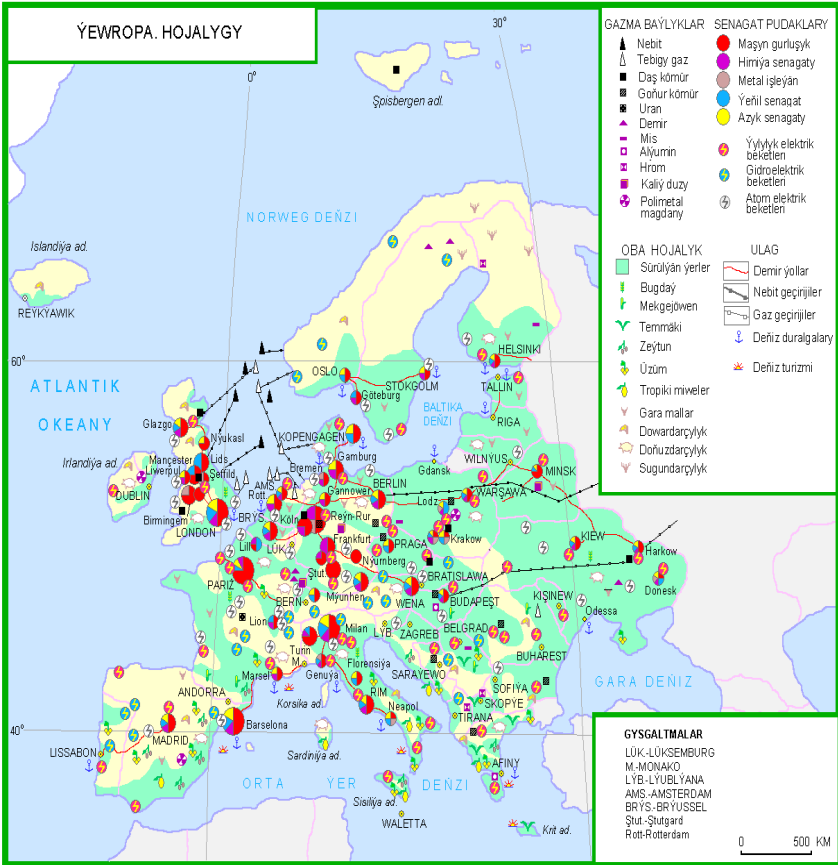 ÝEWROPA. HOJALYGY
30°
0°
Şpisbergen adl.
NORWEG DEŇZI
Islandiýa ad.
REYKÝAWIK
60°
ATLANTIK
OKEANY
OSLO
STOKGOLM
HELSINKI
TALLIN
Göteburg
BALTIKA
DEŇZI
RIGA
Glazgo
Nýukasl
KOPENGAGEN
Mançester
Lids
Liwerpul
Şeffild
Irlandiýa ad.
DUBLIN
Birmingem
LONDON
Gamburg
Bremen
Gdansk
WILNÝUS
MINSK
AMS.
Rott
Gannower
BERLIN
WARŞAWA
Lodz
BRÝS.
Köln
Reýn-Rur
Lill
LÜK.
Frankfurt
PRAGA
Krakow
KIEW
Harkow
Nýurnberg
Donesk
PARIŻ
Ştut.
BRATISLAWA
Mýunhen
BERN
WENA
BUDAPEŞT
KIŞINEW
Odessa
Lion
Milan
LÝB.
ZAGREB
BELGRAD
BUHAREST
Turin
M.
Genuýa
Florensiýa
Marsel
SARAYEWO
GARA DEŇIZ
ANDORRA
Korsika ad.
RIM
SOFIÝA
SKOPÝE
Neapol
TIRANA
Barselona
MADRID
40°
LISSABON
Sardiniýa ad.
AFINY
ORTA ÝER DEŇZI
Sisiliýa ad.
WALETTA
Krit ad.
GAZMA BAÝLYKLAR
Nebit
Tebigy gaz
Daş kömür
Goňur kömür
Uran
Demir
Mis
Alýumin
Hrom
Kaliý duzy
Polimetal
magdany
SENAGAT PUDAKLARY
Maşyn gurluşyk
Himiýa senagaty
Metal işleýän
Ýeňil senagat
Azyk senagaty
Ýylylyk elektrik
beketleri
Gidroelektrik
beketleri
Atom elektrik
beketleri
OBA HOJALYK
Sürülýän ýerler
Bugdaý
Mekgejöwen
Temmäki
Zeýtun
Üzüm
Tropiki miweler
Gara mallar
Dowardarçylyk
Doňuzdarçylyk
Sugundarçylyk
ULAG
Demir ýollar
Nebit geçirijiler
Gaz geçirijiler
Deňiz duralgalary
Deňiz turizmi
GYSGALTMALAR
LÜK.-LÜKSEMBURG
M.-MONAKO
LÝB.-LÝUBLÝANA
AMS.-AMSTERDAM
BRÝS.-BRÝUSSEL
Ştut.-Ştutgard
Rott-Rotterdam
0 500 KM